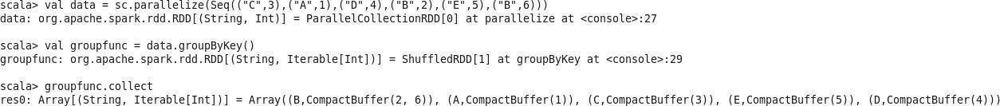 scala> val data = sc.parallelize(Seq(("C",3),("A",1),("D",4),("B",2),("E",5),("B",6)))
data: org.apache.spark.rdd.RDD[(String, Int)] = ParallelCollectionRDD[0] at parallelize at <console>:27
scala> val groupfunc = data.groupByKey()
groupfunc: org.apache.spark.rdd.RDD[(String, Iterable[Int])] = ShuffledRDD[1] at groupByKey at <console>:29
scala> groupfunc.collect
res0: Array[(String, Iterable[Int])] = Array((B,CompactBuffer(2, 6)), (A,CompactBuffer(1)), (C,CompactBuffer(3)), (E,CompactBuffer(5)), (D,CompactBuffer(4)))